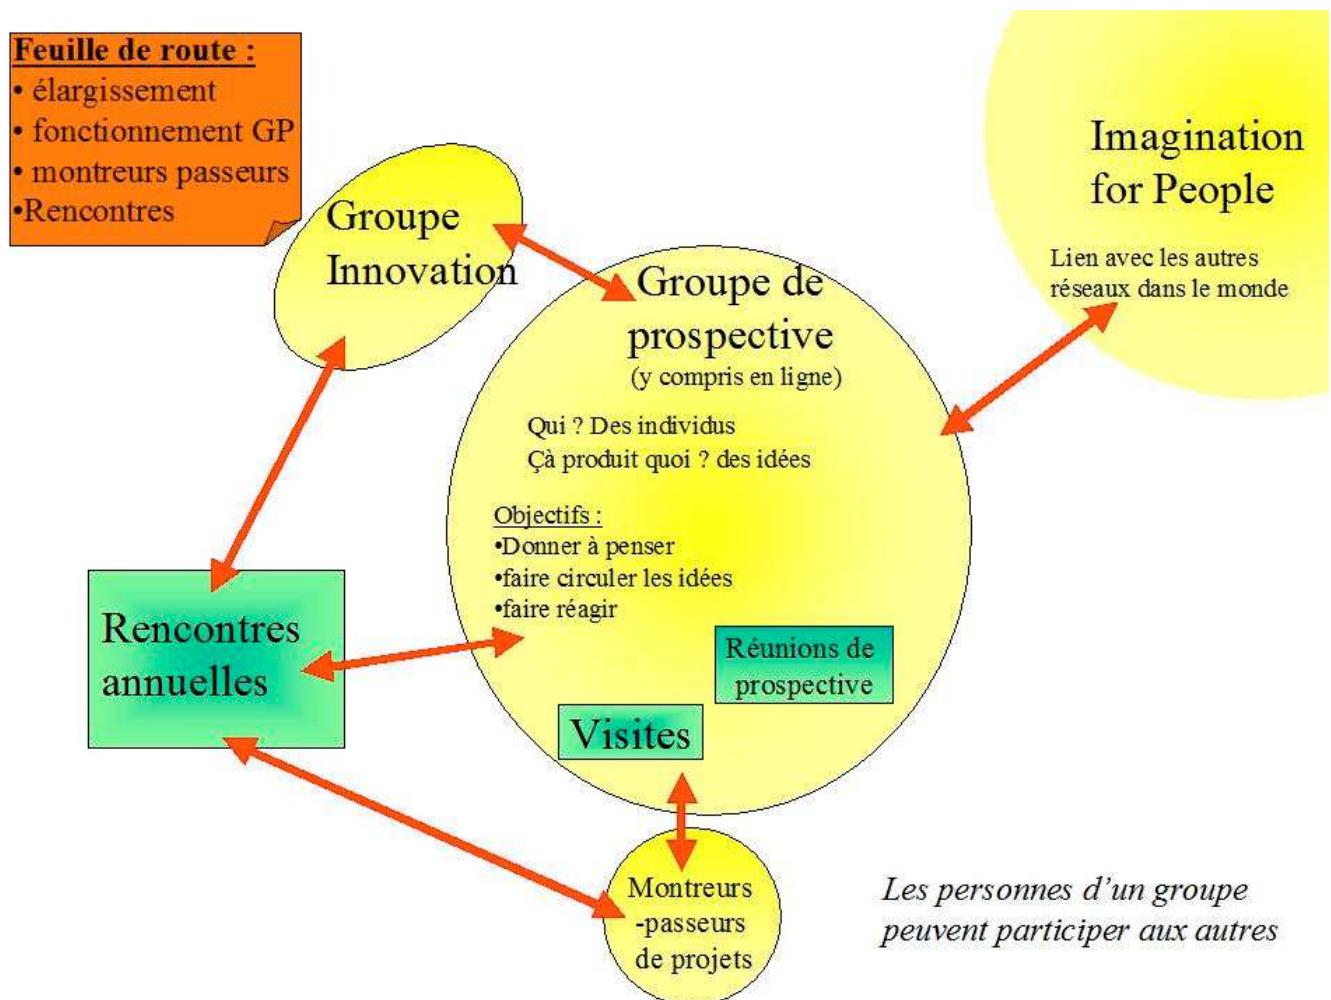 Feuille de route :
• élargissement
• fonctionnement GP
• montreurs passeurs
•Rencontres
Groupe
Innovation
Imagination
for People
Lien avec les autres
réseaux dans le monde
Groupe de
prospective
(y compris en ligne)
Qui ? Des individus
Çà produit quoi ? des idées
Objectifs :
•Donner à penser
•faire circuler les idées
•faire réagir
Rencontres
annuelles
Réunions de
prospective
Visites
Montreurs
-passeurs
de projets
Les personnes d’un groupe
peuvent participer aux autres